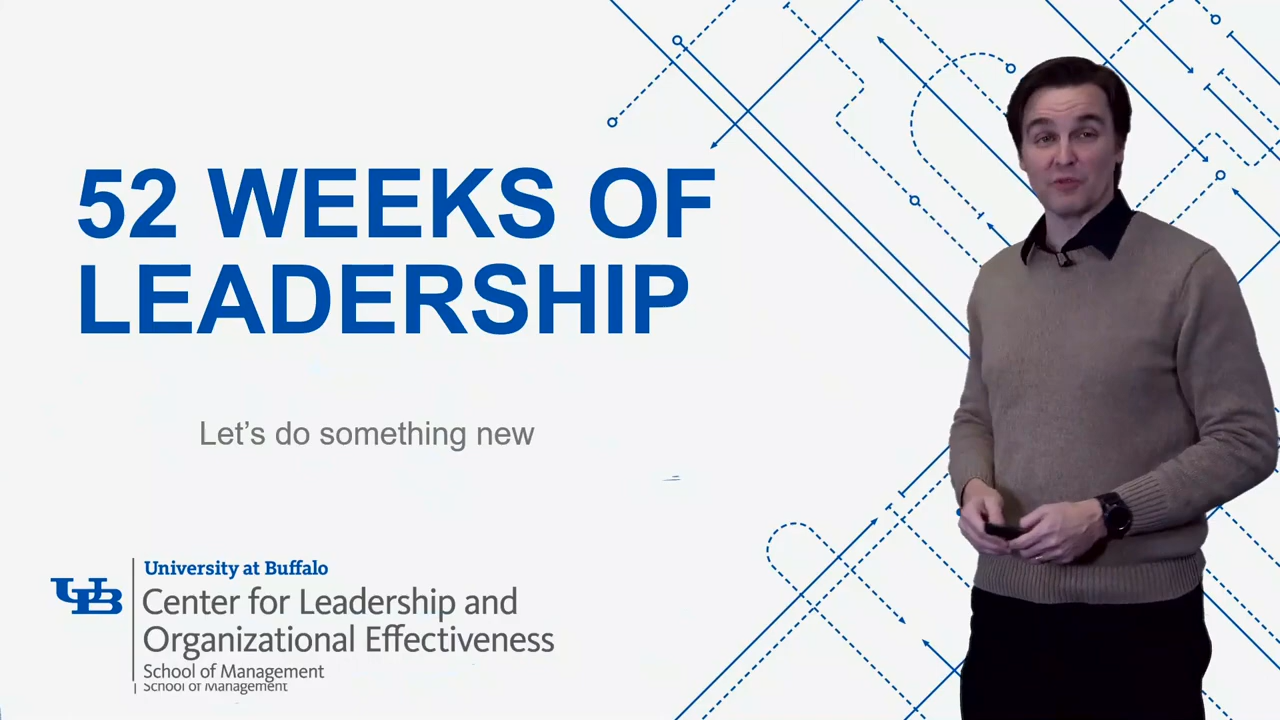 52 WEEKS OF
LEADERSHIP
Let's do something new
UB
University at Buffalo
Center for Leadership and
Organizational Effectiveness
School of Management
School of Management